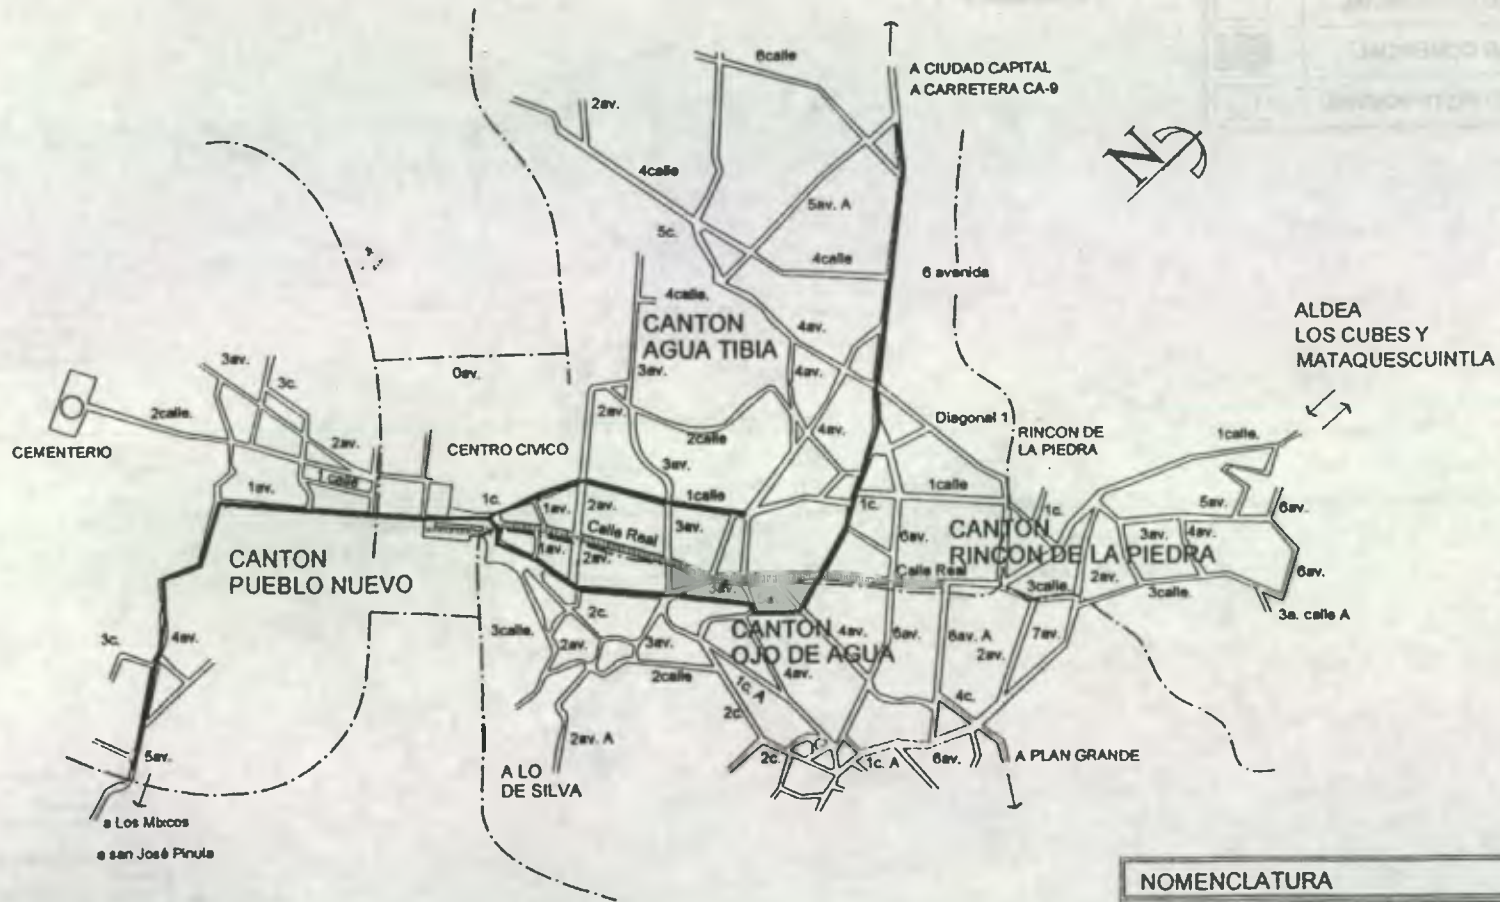 6calle
A CIUDAD CAPITAL
A CARRETERA CA-9
2av.
N
4calle
5av. A
5c.
4calle
6 avenida
4calle.
CANTON
AGUA TIBIA
4av.
ALDEA
LOS CUBES Y
MATAQUESCUINTLA
3av.
0av.
3av.
4av.
3c.
2calle.
2av.
2calle
4av.
Diagonal 1
RINCON DE
LA PIEDRA
1calle.
CEMENTERIO
2av.
CENTRO CIVICO
3av.
1 calle
1av.
1c.
1calle
1calle
1c.
1c.
5av.
6av.
1av.
2av.
Calle Real
3av.
6av.
CANTON
RINCON DE LA PIEDRA
3av.
4av.
1av.
2av.
CANTON
PUEBLO NUEVO
3av.
Calle Real
3calle
2av.
3calle.
6av.
3a. calle A
2c.
3calle.
2av.
3av.
CANTON
OJO DE AGUA
4av.
6av.
6av. A
7av.
2av.
3c.
4av.
2calle
1c. A
4av.
4c.
2c.
2av. A
5av.
2c.
1c. A
6av.
A PLAN GRANDE
A LO
DE SILVA
a Los Mixcos
a san José Pinula
NOMENCLATURA